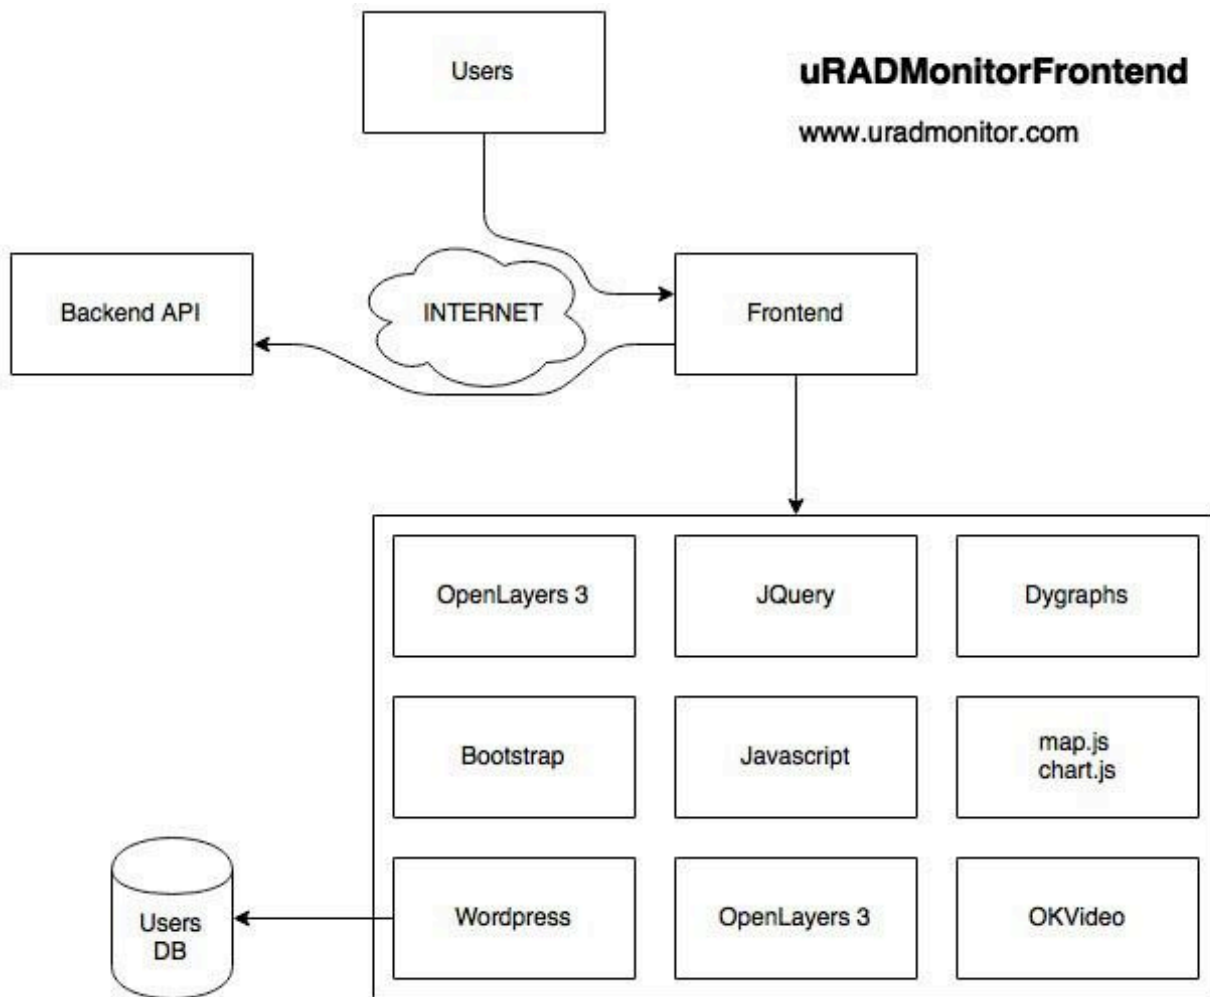 Users
uRADMonitorFrontend
www.uradmonitor.com
Backend API
INTERNET
Frontend
OpenLayers 3
JQuery
Dygraphs
Bootstrap
Javascript
map.js
chart.js
Users
DB
Wordpress
OpenLayers 3
OKVideo